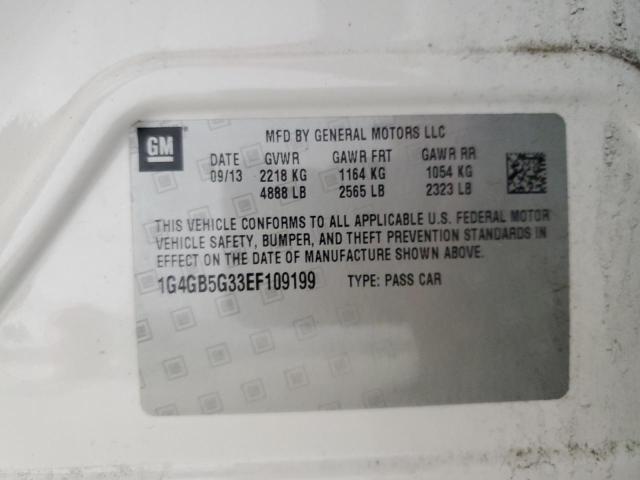 GM
MFD BY GENERAL MOTORS LLC
DATE GVWR GAWR FRT GAWR RR
09/13 2218 KG 1164 KG 1054 KG
4888 LB 2565 LB 2323 LB
THIS VEHICLE CONFORMS TO ALL APPLICABLE U.S. FEDERAL MOTOR
VEHICLE SAFETY, BUMPER, AND THEFT PREVENTION STANDARDS IN
EFFECT ON THE DATE OF MANUFACTURE SHOWN ABOVE.
1G4GB5G33EF109199 TYPE: PASS CAR